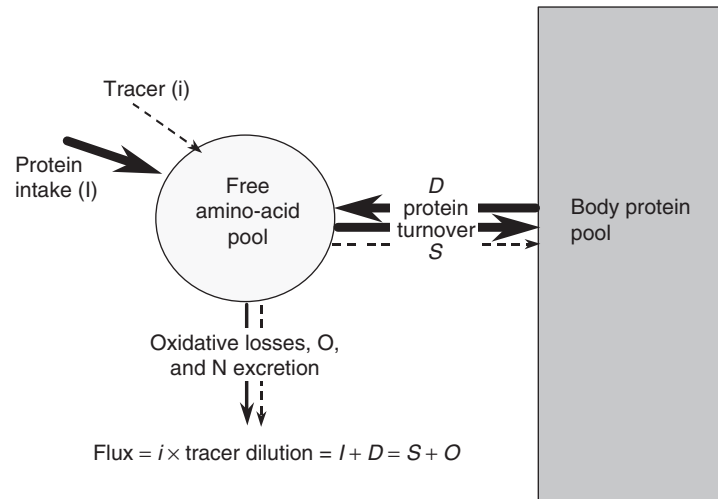 Tracer (i)
Protein
intake (I)
Free
amino-acid
pool
D
protein
turnover
S
Body protein
pool
Oxidative losses, O,
and N excretion
Flux = i × tracer dilution = I + D = S + O